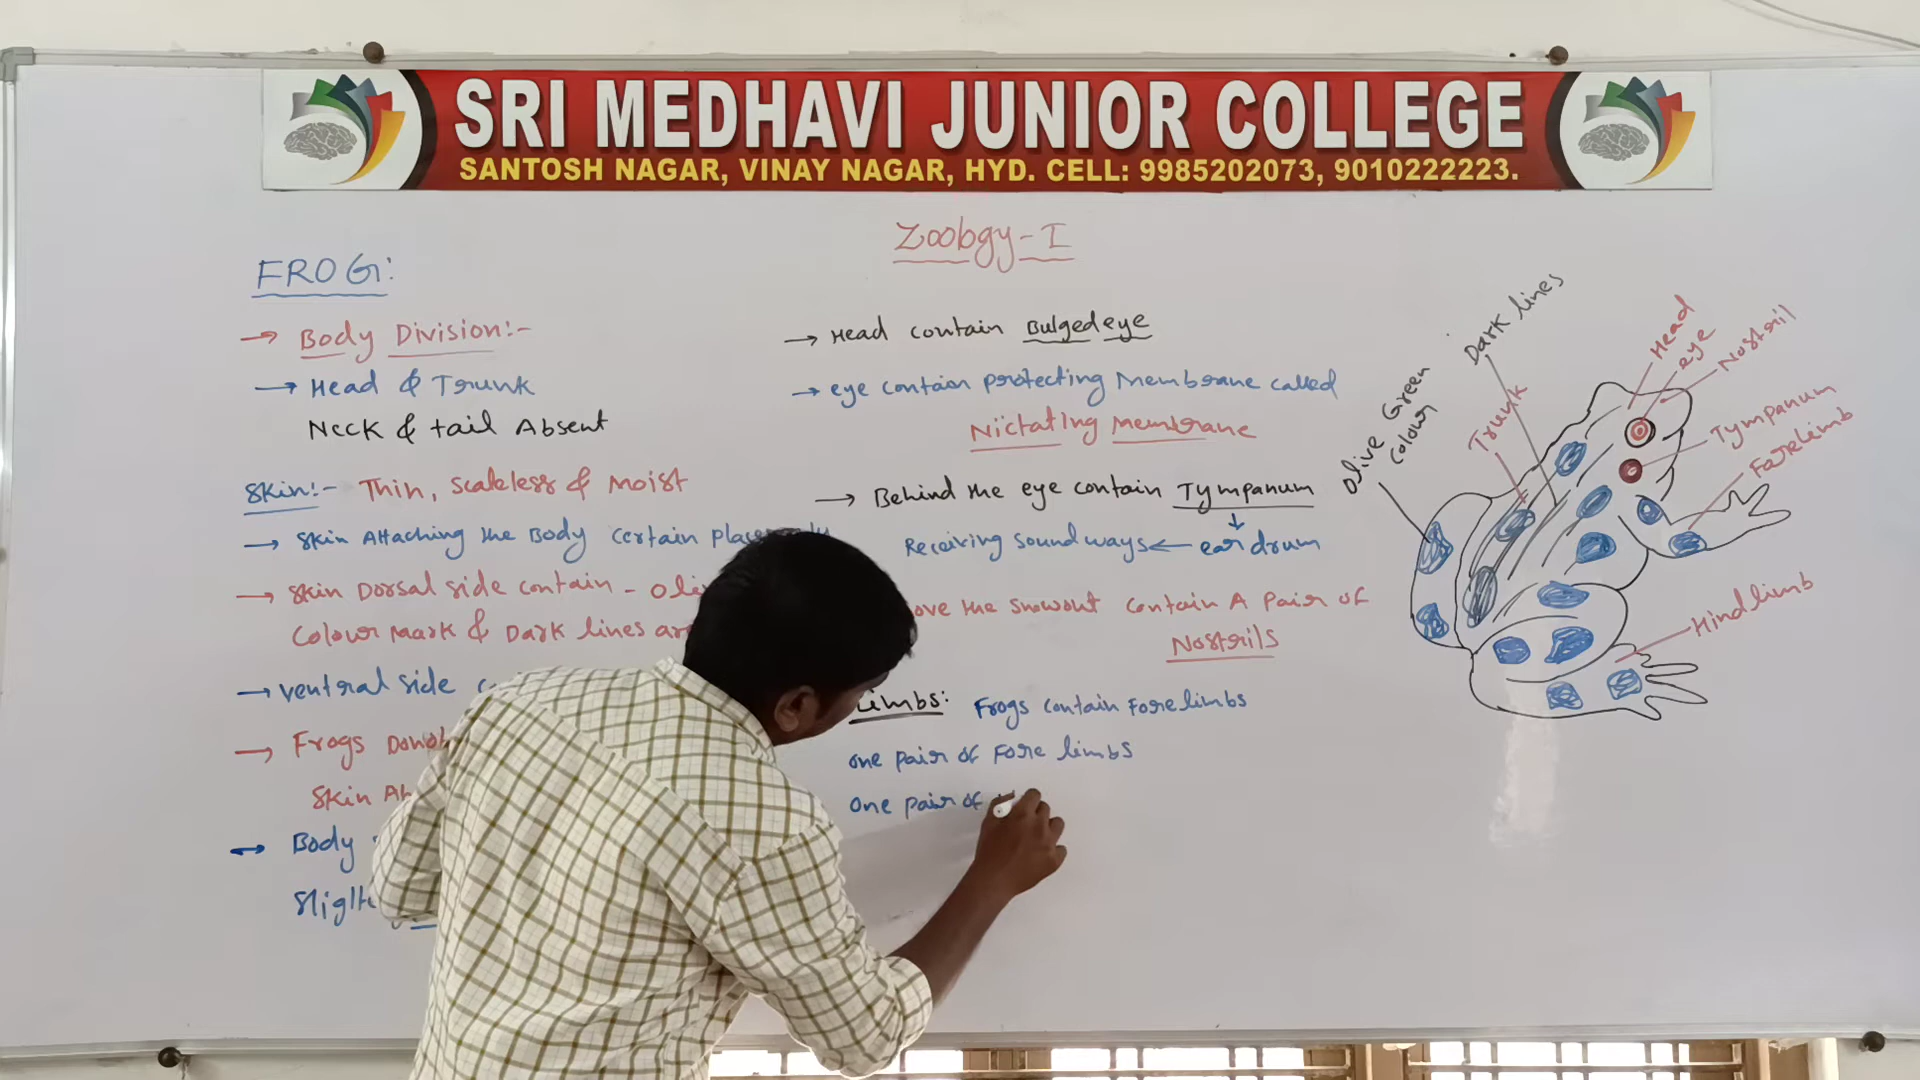 SRI MEDHAVI JUNIOR COLLEGE
SANTOSH NAGAR, VINAY NAGAR, HYD. CELL: 9985202073, 9010222223.
Zoology-I
FROG:
→ Body Division:-
→ Head & Trunk
Neck & tail Absent
Skin:- Thin, Scaleless & Moist
→ Skin Attaching the Body certain
→ Skin Dorsal side contain -
Colour Mark & Dark lines
→ ventral side
→ Frogs
Skin
→ Body
→ Head contain Bulged eye
→ eye contain protecting Membrane called
Nictating Membrane
→ Behind the eye contain Tympanum
↓
Receiving Sound ways ← ear drum
the Snowout contain A Pair of
Nostrils
Limbs: Frogs contain Fore limbs
one pair of Fore limbs
One pair of
Olive Green
Colour
Dark lines
Trunk
Head
eye
Nostril
Tympanum
Forelimb
Hindlimb